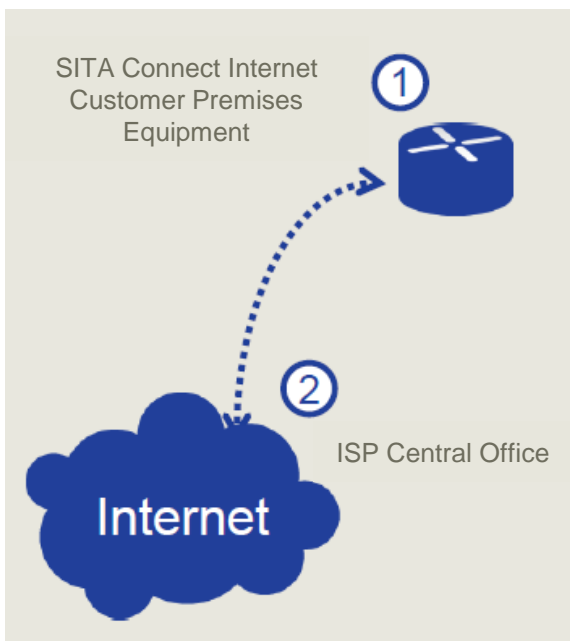 SITA Connect Internet
Customer Premises
Equipment
1
2
ISP Central Office
Internet